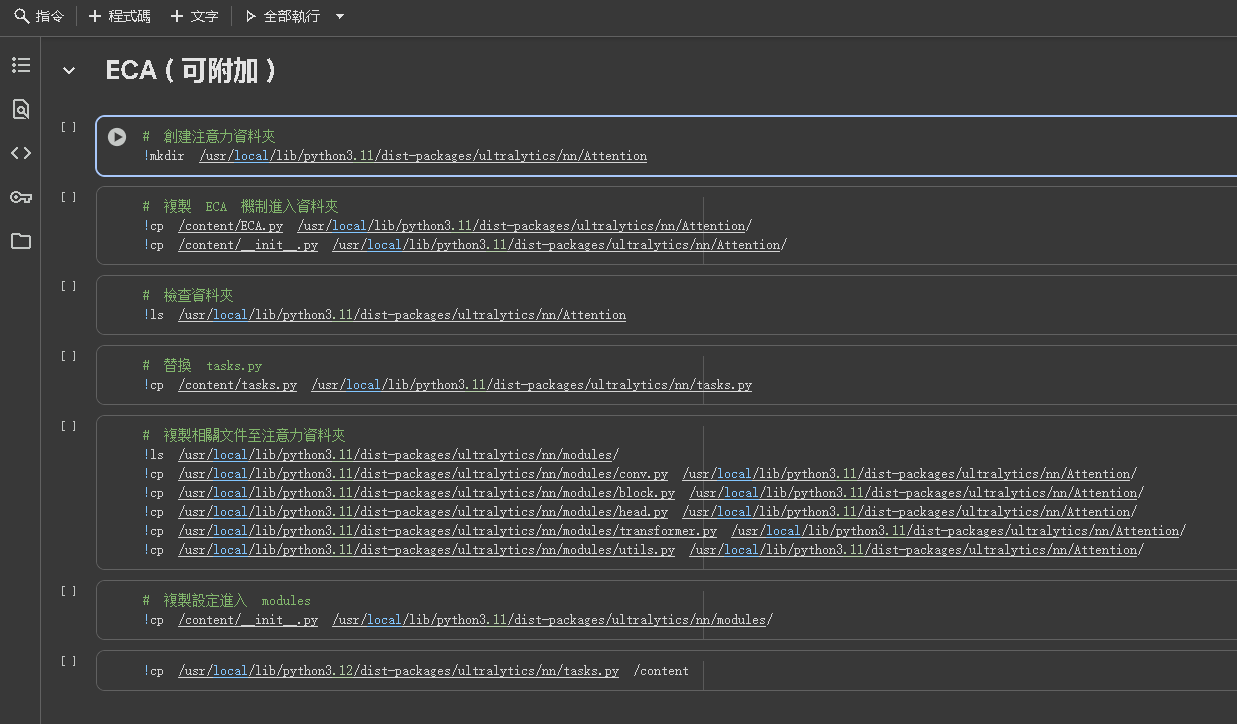 指令 + 程式碼 + 文字 全部執行
ECA ( 可附加 )
[ ]
# 創建注意力資料夾
!mkdir /usr/local/lib/python3.11/dist-packages/ultralytics/nn/Attention
[ ]
# 複製 ECA 機制進入資料夾
!cp /content/ECA.py /usr/local/lib/python3.11/dist-packages/ultralytics/nn/Attention/
!cp /content/__init__.py /usr/local/lib/python3.11/dist-packages/ultralytics/nn/Attention/
[ ]
# 檢查資料夾
!ls /usr/local/lib/python3.11/dist-packages/ultralytics/nn/Attention
[ ]
# 替換 tasks.py
!cp /content/tasks.py /usr/local/lib/python3.11/dist-packages/ultralytics/nn/tasks.py
[ ]
# 複製相關文件至注意力資料夾
!ls /usr/local/lib/python3.11/dist-packages/ultralytics/nn/modules/
!cp /usr/local/lib/python3.11/dist-packages/ultralytics/nn/modules/conv.py /usr/local/lib/python3.11/dist-packages/ultralytics/nn/Attention/
!cp /usr/local/lib/python3.11/dist-packages/ultralytics/nn/modules/block.py /usr/local/lib/python3.11/dist-packages/ultralytics/nn/Attention/
!cp /usr/local/lib/python3.11/dist-packages/ultralytics/nn/modules/head.py /usr/local/lib/python3.11/dist-packages/ultralytics/nn/Attention/
!cp /usr/local/lib/python3.11/dist-packages/ultralytics/nn/modules/transformer.py /usr/local/lib/python3.11/dist-packages/ultralytics/nn/Attention/
!cp /usr/local/lib/python3.11/dist-packages/ultralytics/nn/modules/utils.py /usr/local/lib/python3.11/dist-packages/ultralytics/nn/Attention/
[ ]
# 複製設定進入 modules
!cp /content/__init__.py /usr/local/lib/python3.11/dist-packages/ultralytics/nn/modules/
[ ]
!cp /usr/local/lib/python3.12/dist-packages/ultralytics/nn/tasks.py /content